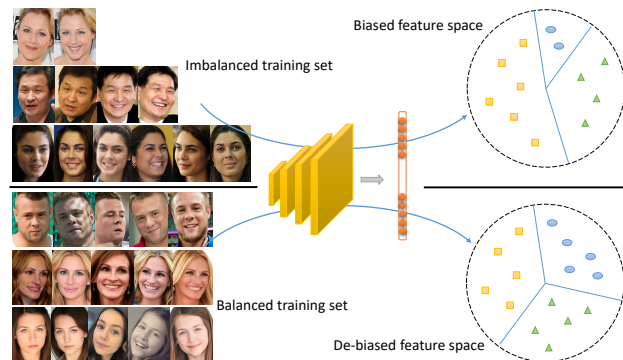 Biased feature space
Imbalanced training set
Balanced training set
De-biased feature space